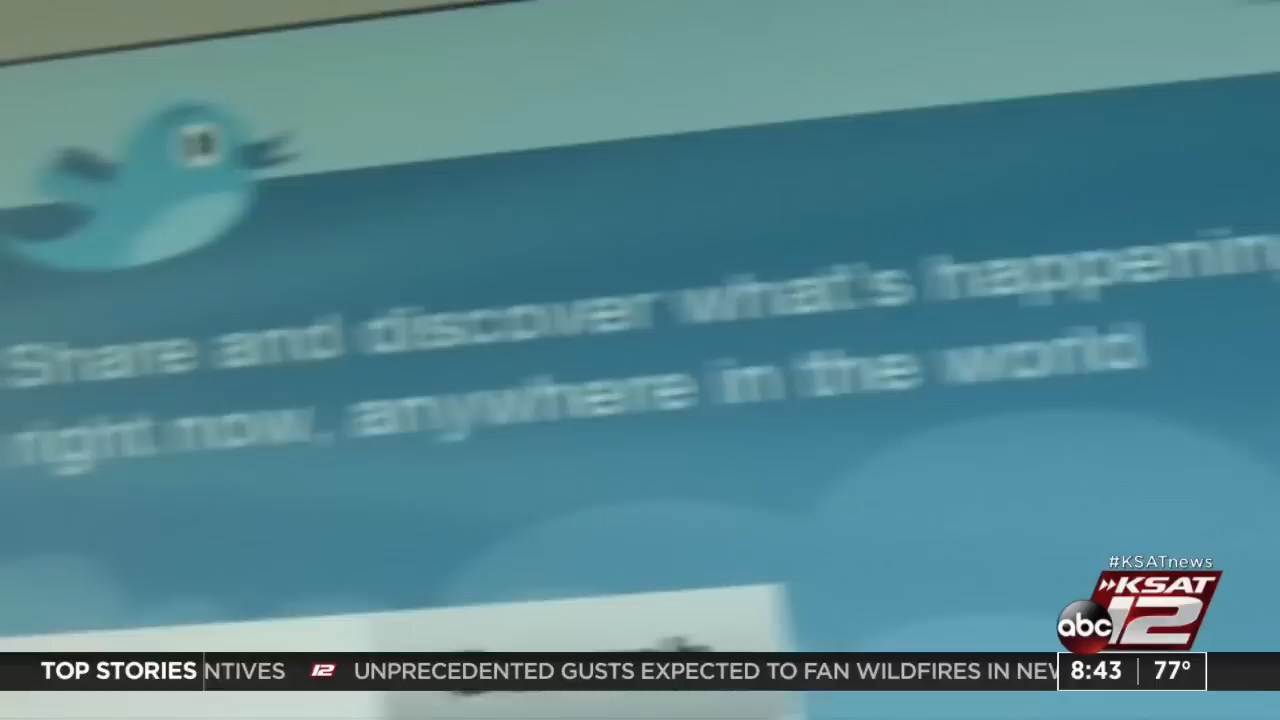 Share and discover what's happening
right now, anywhere in the world
#KSATnews
KSAT
abc 12
TOP STORIES NTIVES 12 UNPRECEDENTED GUSTS EXPECTED TO FAN WILDFIRES IN NEW 8:43 77°